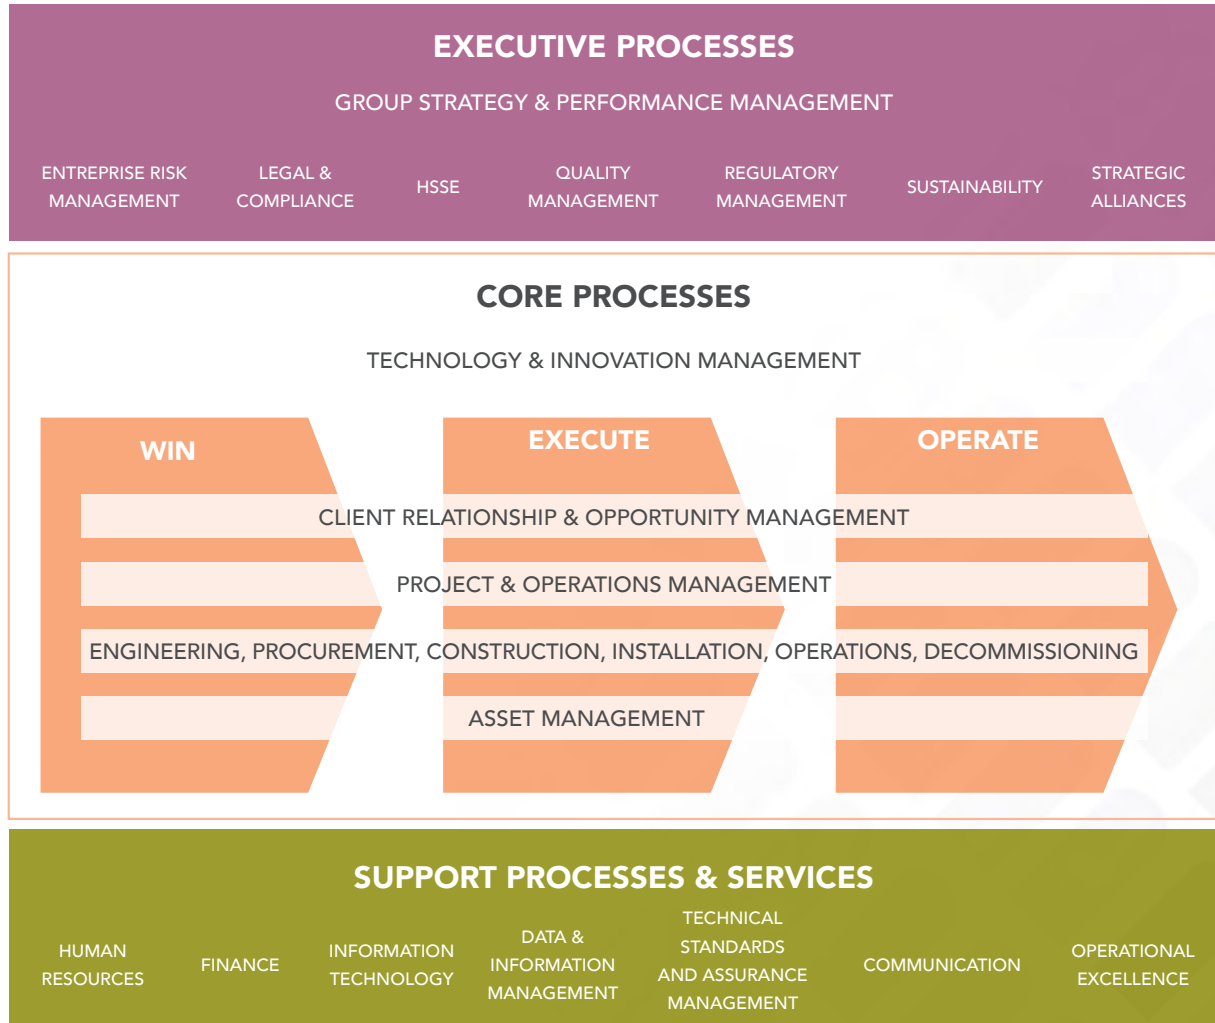 EXECUTIVE PROCESSES
GROUP STRATEGY & PERFORMANCE MANAGEMENT
ENTREPRISE RISK
MANAGEMENT
LEGAL &
COMPLIANCE
HSSE
QUALITY
MANAGEMENT
REGULATORY
MANAGEMENT
SUSTAINABILITY
STRATEGIC
ALLIANCES
CORE PROCESSES
TECHNOLOGY & INNOVATION MANAGEMENT
WIN
EXECUTE
OPERATE
CLIENT RELATIONSHIP & OPPORTUNITY MANAGEMENT
PROJECT & OPERATIONS MANAGEMENT
ENGINEERING, PROCUREMENT, CONSTRUCTION, INSTALLATION, OPERATIONS, DECOMMISSIONING
ASSET MANAGEMENT
SUPPORT PROCESSES & SERVICES
HUMAN
RESOURCES
FINANCE
INFORMATION
TECHNOLOGY
DATA &
INFORMATION
MANAGEMENT
TECHNICAL
STANDARDS
AND ASSURANCE
MANAGEMENT
COMMUNICATION
OPERATIONAL
EXCELLENCE